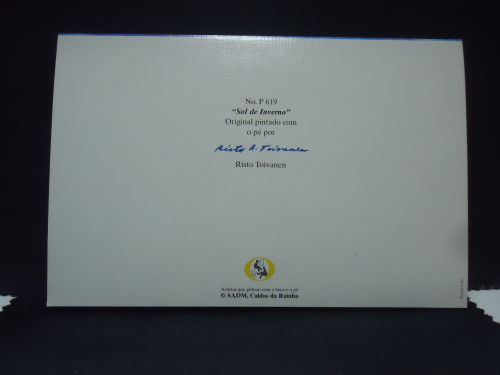 No. P 619
"Sol de Inverno"
Original pintado com
o pé por
Risto A. Toivanen
Risto Toivanen
Artistas que pintam com a boca e o pé
© SADM, Caldas da Rainha